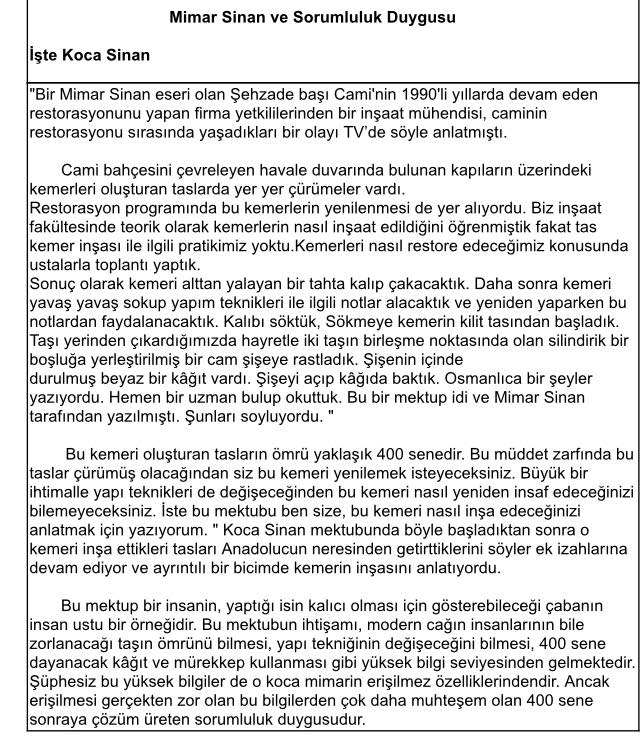 Mimar Sinan ve Sorumluluk Duygusu
İşte Koca Sinan
"Bir Mimar Sinan eseri olan Şehzade başı Cami'nin 1990'li yıllarda devam eden
restorasyonunu yapan firma yetkililerinden bir inşaat mühendisi, caminin
restorasyonu sırasında yaşadıkları bir olayı TV'de söyle anlatmıştı.
Cami bahçesini çevreleyen havale duvarında bulunan kapıların üzerindeki
kemerleri oluşturan taslarda yer yer çürümeler vardı.
Restorasyon programında bu kemerlerin yenilenmesi de yer alıyordu. Biz inşaat
fakültesinde teorik olarak kemerlerin nasıl inşaat edildiğini öğrenmiştik fakat tas
kemer inşası ile ilgili pratikimiz yoktu.Kemerleri nasıl restore edeceğimiz konusunda
ustalarla toplantı yaptık.
Sonuç olarak kemeri alttan yalayan bir tahta kalıp çakacaktık. Daha sonra kemeri
yavaş yavaş sokup yapım teknikleri ile ilgili notlar alacaktık ve yeniden yaparken bu
notlardan faydalanacaktık. Kalıbı söktük, Sökmeye kemerin kilit tasından başladık.
Taşı yerinden çıkardığımızda hayretle iki taşın birleşme noktasında olan silindirik bir
boşluğa yerleştirilmiş bir cam şişeye rastladık. Şişenin içinde
durulmuş beyaz bir kâğıt vardı. Şişeyi açıp kâğıda baktık. Osmanlıca bir şeyler
yazıyordu. Hemen bir uzman bulup okuttuk. Bu bir mektup idi ve Mimar Sinan
tarafından yazılmıştı. Şunları soyluyordu. "
Bu kemeri oluşturan tasların ömrü yaklaşık 400 senedir. Bu müddet zarfında bu
taslar çürümüş olacağından siz bu kemeri yenilemek isteyeceksiniz. Büyük bir
ihtimalle yapı teknikleri de değişeceğinden bu kemeri nasıl yeniden insaf edeceğinizi
bilemeyeceksiniz. İste bu mektubu ben size, bu kemeri nasıl inşa edeceğinizi
anlatmak için yazıyorum. " Koca Sinan mektubunda böyle başladıktan sonra o
kemeri inşa ettikleri tasları Anadolucun neresinden getirttiklerini söyler ek izahlarına
devam ediyor ve ayrıntılı bir bicimde kemerin inşasını anlatıyordu.
Bu mektup bir insanin, yaptığı isin kalıcı olması için gösterebileceği çabanın
insan ustu bir örneğidir. Bu mektubun ihtişamı, modern cağın insanlarının bile
zorlanacağı taşın ömrünü bilmesi, yapı tekniğinin değişeceğini bilmesi, 400 sene
dayanacak kâğıt ve mürekkep kullanması gibi yüksek bilgi seviyesinden gelmektedir.
Şüphesiz bu yüksek bilgiler de o koca mimarin erişilmez özelliklerindendir. Ancak
erişilmesi gerçekten zor olan bu bilgilerden çok daha muhteşem olan 400 sene
sonraya çözüm üreten sorumluluk duygusudur.